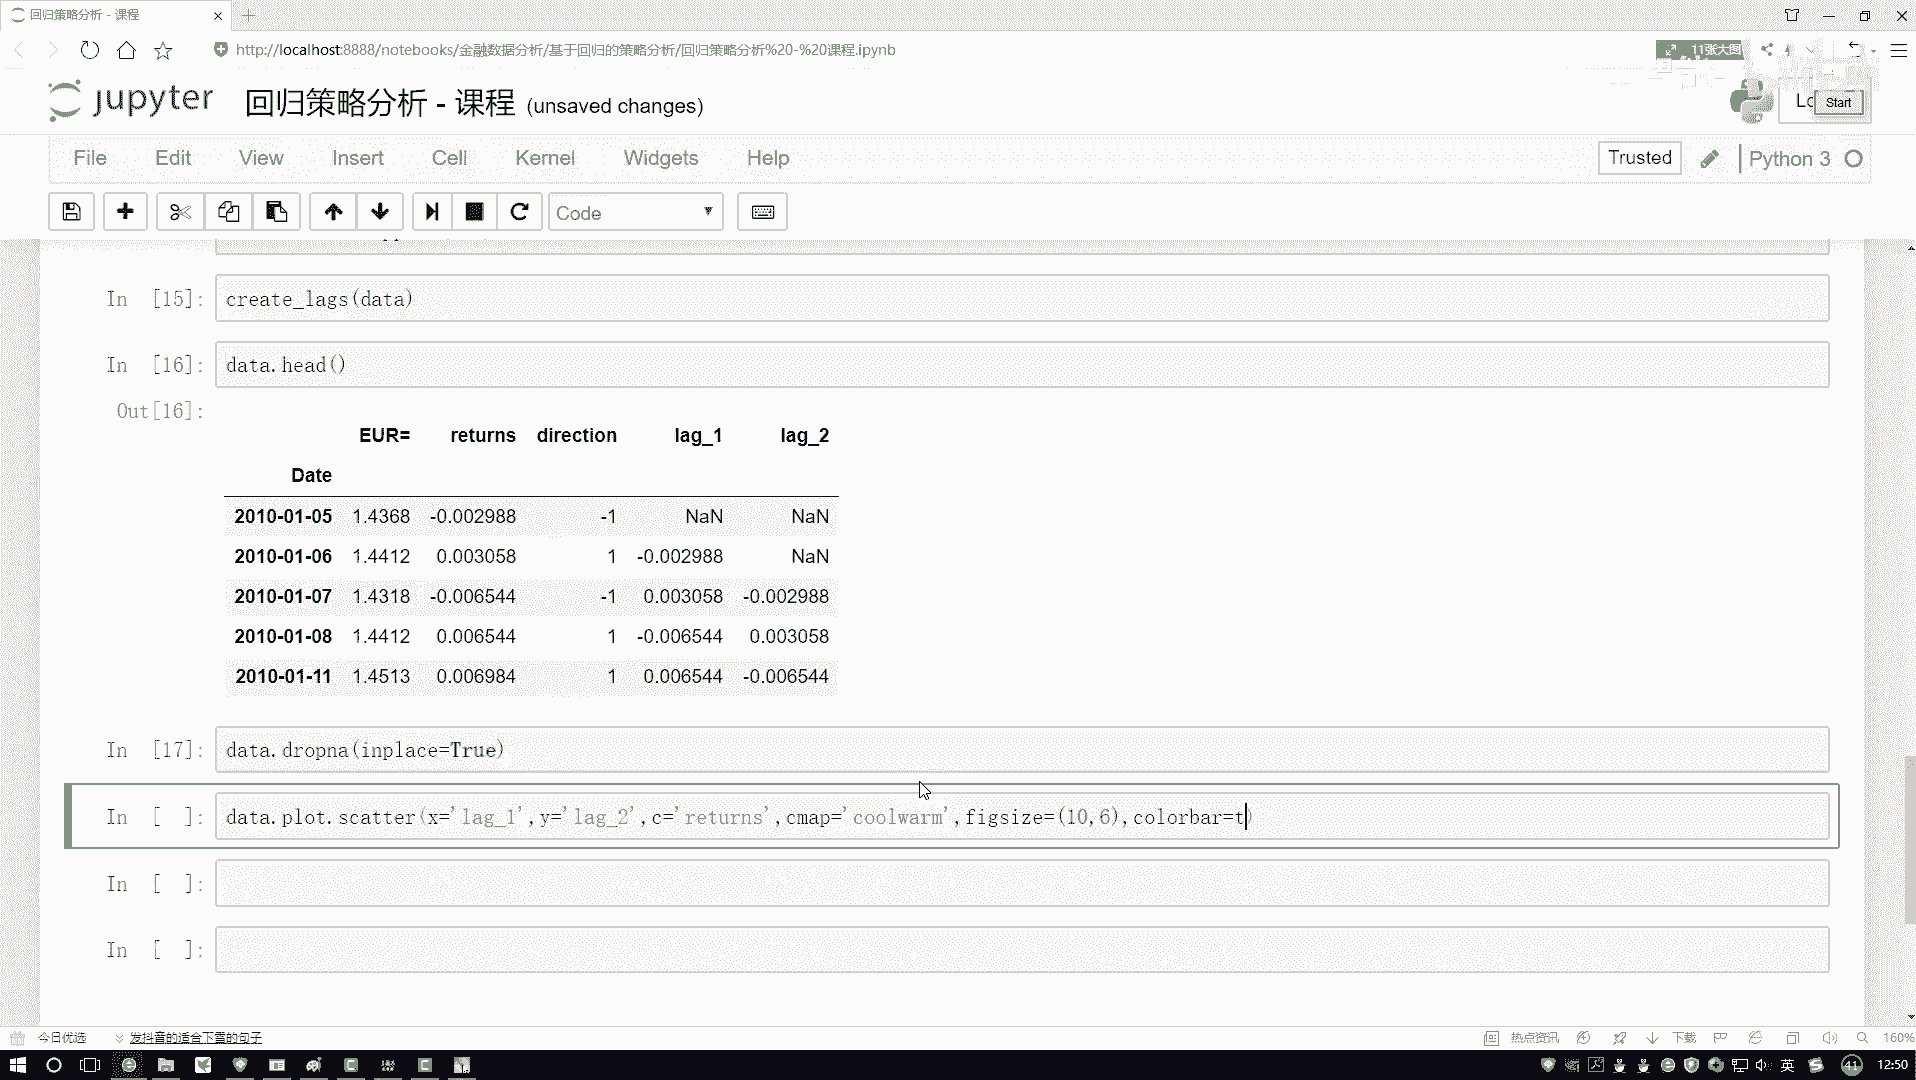 回归策略分析 - 课程
http://localhost:8888/notebooks/金融数据分析/基于回归的策略分析/回归策略分析%20-%20课程.ipynb
11张大图
jupyter 回归策略分析 - 课程 (unsaved changes)
Start
File Edit View Insert Cell Kernel Widgets Help
Trusted Python 3
Code
In [15]: create_lags(data)
In [16]: data.head()
Out[16]:
EUR= returns direction lag_1 lag_2
Date
2010-01-05 1.4368 -0.002988 -1 NaN NaN
2010-01-06 1.4412 0.003058 1 -0.002988 NaN
2010-01-07 1.4318 -0.006544 -1 0.003058 -0.002988
2010-01-08 1.4412 0.006544 1 -0.006544 0.003058
2010-01-11 1.4513 0.006984 1 0.006544 -0.006544
In [17]: data.dropna(inplace=True)
In [ ]: data.plot.scatter(x='lag_1',y='lag_2',c='returns',cmap='coolwarm',figsize=(10,6),colorbar=t)
In [ ]:
In [ ]:
今日优选 发抖音的适合下雪的句子 热点资讯 下载 160%
英 41 12:50